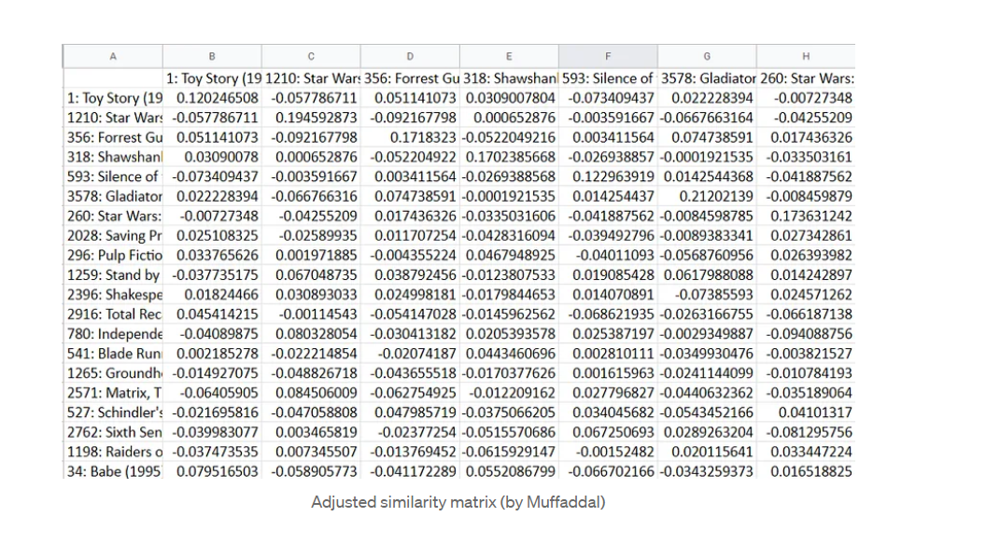 A B C D E F G H
1: Toy Story (19 1210: Star Wars 356: Forrest Gu 318: Shawshank 593: Silence of 3578: Gladiator 260: Star Wars:
1: Toy Story (19 0.120246508 -0.057786711 0.051141073 0.0309007804 -0.073409437 0.022228394 -0.00727348
1210: Star Wars -0.057786711 0.194592873 -0.092167798 0.000652876 -0.003591667 -0.0667663164 -0.04255209
356: Forrest Gu 0.051141073 -0.092167798 0.1718323 -0.0522049216 0.003411564 0.074738591 0.017436326
318: Shawshank 0.03090078 0.000652876 -0.052204922 0.1702385668 -0.026938857 -0.0001921535 -0.033503161
593: Silence of -0.073409437 -0.003591667 0.003411564 -0.0269388568 0.122963919 0.0142544368 -0.041887562
3578: Gladiator 0.022228394 -0.066766316 0.074738591 -0.0001921535 0.014254437 0.21202139 -0.008459879
260: Star Wars: -0.00727348 -0.04255209 0.017436326 -0.0335031606 -0.041887562 -0.0084598785 0.173631242
2028: Saving Pr 0.025108325 -0.02589935 0.011707254 -0.0428316094 -0.039492796 -0.0089383341 0.027342861
296: Pulp Fictio 0.033765626 0.001971885 -0.004355224 0.0467948925 -0.04011093 -0.0568760956 0.026393982
1259: Stand by -0.037735175 0.067048735 0.038792456 -0.0123807533 0.019085428 0.0617988088 0.014242897
2396: Shakespe 0.01824466 0.030893033 0.024998181 -0.0179844653 0.014070891 -0.07385593 0.024571262
2916: Total Rec 0.045414215 -0.00114543 -0.054147028 -0.0145962562 -0.068621935 -0.0263166755 -0.066187138
780: Independe -0.04089875 0.080328054 -0.030413182 0.0205393578 0.025387197 -0.0029349887 -0.094088756
541: Blade Run 0.002185278 -0.022214854 -0.02074187 0.0443460696 0.002810111 -0.0349930476 -0.003821527
1265: Groundh -0.014927075 -0.048826718 -0.043655518 -0.0170377626 0.001615963 -0.0241144099 -0.010784193
2571: Matrix, T -0.06405905 0.084506009 -0.062754925 -0.012209162 0.027796827 -0.0440632362 -0.035189064
527: Schindler's -0.021695816 -0.047058808 0.047985719 -0.0375066205 0.034045682 -0.0543452166 0.04101317
2762: Sixth Sen -0.039983077 0.003465819 -0.02377254 -0.0515570686 0.067250693 0.0289263204 -0.081295756
1198: Raiders o -0.037473535 0.007345507 -0.013769452 -0.0615929147 -0.00152482 0.020115641 0.033447224
34: Babe (1995) 0.079516503 -0.058905773 -0.041172289 0.0552086799 -0.066702166 -0.0343259373 0.016518825
Adjusted similarity matrix (by Muffaddal)